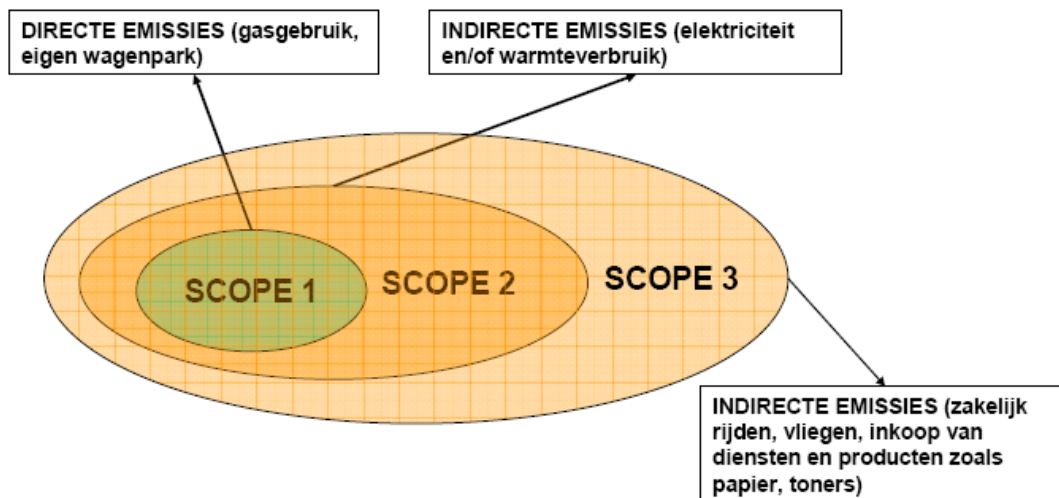 DIRECTE EMISSIES (gasgebruik,
eigen wagenpark)
INDIRECTE EMISSIES (elektriciteit
en/of warmteverbruik)
SCOPE 1
SCOPE 2
SCOPE 3
INDIRECTE EMISSIES (zakelijk
rijden, vliegen, inkoop van
diensten en producten zoals
papier, toners)